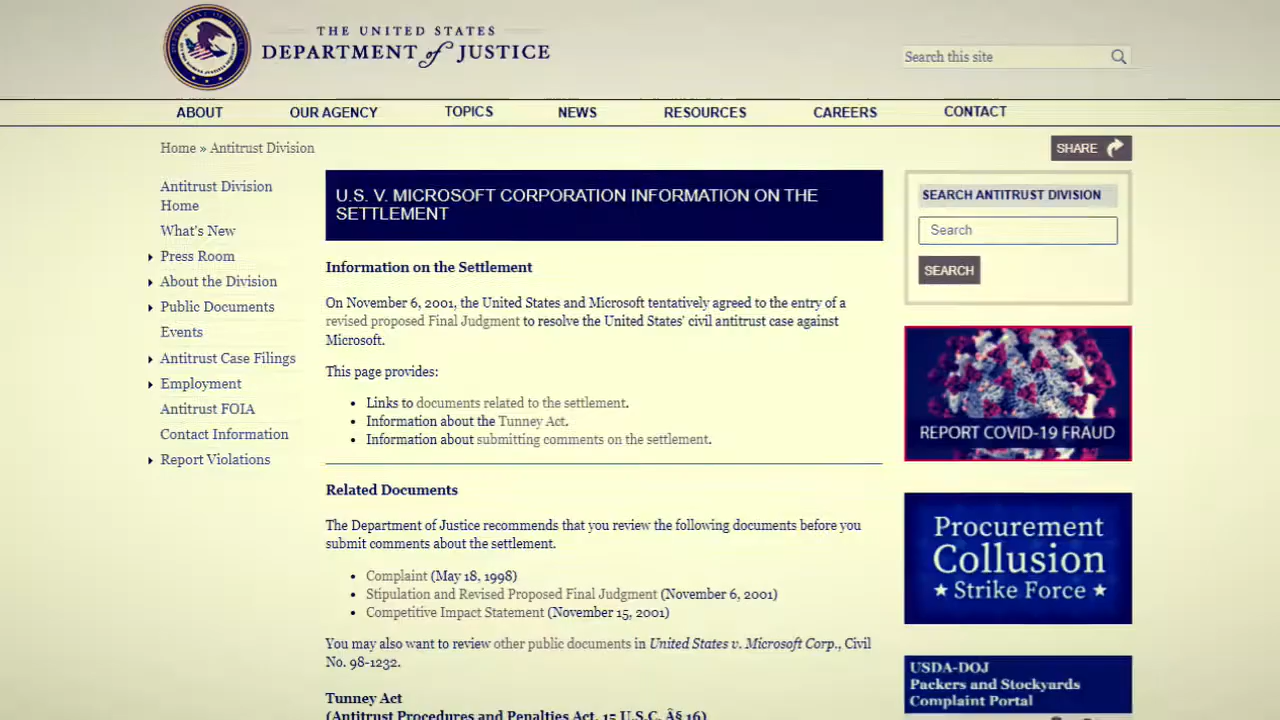 THE UNITED STATES
DEPARTMENT of JUSTICE
Search this site
ABOUT
OUR AGENCY
TOPICS
NEWS
RESOURCES
CAREERS
CONTACT
Home » Antitrust Division
SHARE
Antitrust Division
Home
What's New
Press Room
About the Division
Public Documents
Events
Antitrust Case Filings
Employment
Antitrust FOIA
Contact Information
Report Violations
U.S. V. MICROSOFT CORPORATION INFORMATION ON THE
SETTLEMENT
Information on the Settlement
On November 6, 2001, the United States and Microsoft tentatively agreed to the entry of a
revised proposed Final Judgment to resolve the United States' civil antitrust case against
Microsoft.
This page provides:
• Links to documents related to the settlement.
• Information about the Tunney Act.
• Information about submitting comments on the settlement.
Related Documents
The Department of Justice recommends that you review the following documents before you
submit comments about the settlement.
• Complaint (May 18, 1998)
• Stipulation and Revised Proposed Final Judgment (November 6, 2001)
• Competitive Impact Statement (November 15, 2001)
You may also want to review other public documents in United States v. Microsoft Corp., Civil
No. 98-1232.
Tunney Act
(Antitrust Procedures and Penalties Act, 15 U.S.C. Â§ 16)
SEARCH ANTITRUST DIVISION
Search
SEARCH
REPORT COVID-19 FRAUD
Procurement
Collusion
★ Strike Force ★
USDA-DOJ
Packers and Stockyards
Complaint Portal